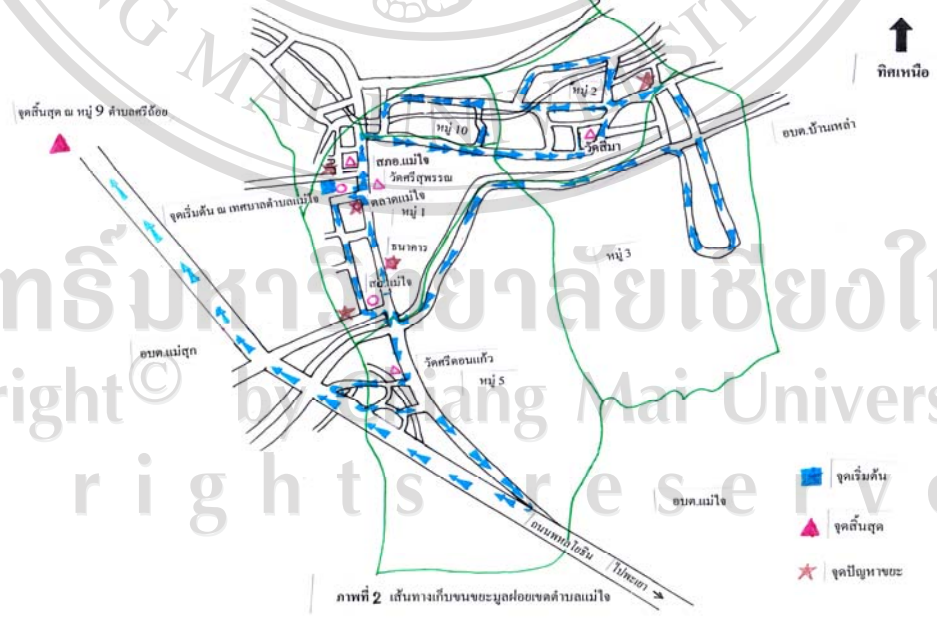 ทิศเหนือ
จุดสิ้นสุด ณ หมู่ 9 ตำบลศรีถ้อย
หมู่ 2
หมู่ 10
อบต.บ้านเหล่า
วัดสีมา
สภอ.แม่ใจ
วัดศรีสุพรรณ
จุดเริ่มต้น ณ เทศบาลตำบลแม่ใจ
ตลาดแม่ใจ
หมู่ 1
ธนาคาร
หมู่ 3
แม่ใจ
อบต.แม่สุก
วัดศรีดอนแก้ว
หมู่ 5
จุดเริ่มต้น
อบต.แม่ใจ
จุดสิ้นสุด
ถนนพหลโยธิน
ไปพะเยา
จุดปัญหาขยะ
ภาพที่ 2 เส้นทางเก็บขนขยะมูลฝอยเขตตำบลแม่ใจ
ทธิ์มหาวิทยาลัยเชียงให
right © by Chiang Mai Univers
rights reserve